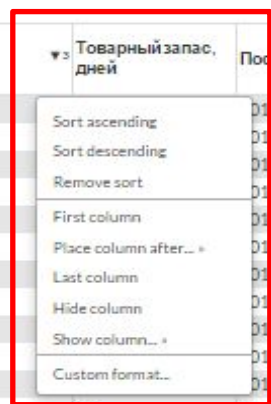 ▼3 Товарный запас, дней
Sort ascending
Sort descending
Remove sort
First column
Place column after... »
Last column
Hide column
Show column... »
Custom format...